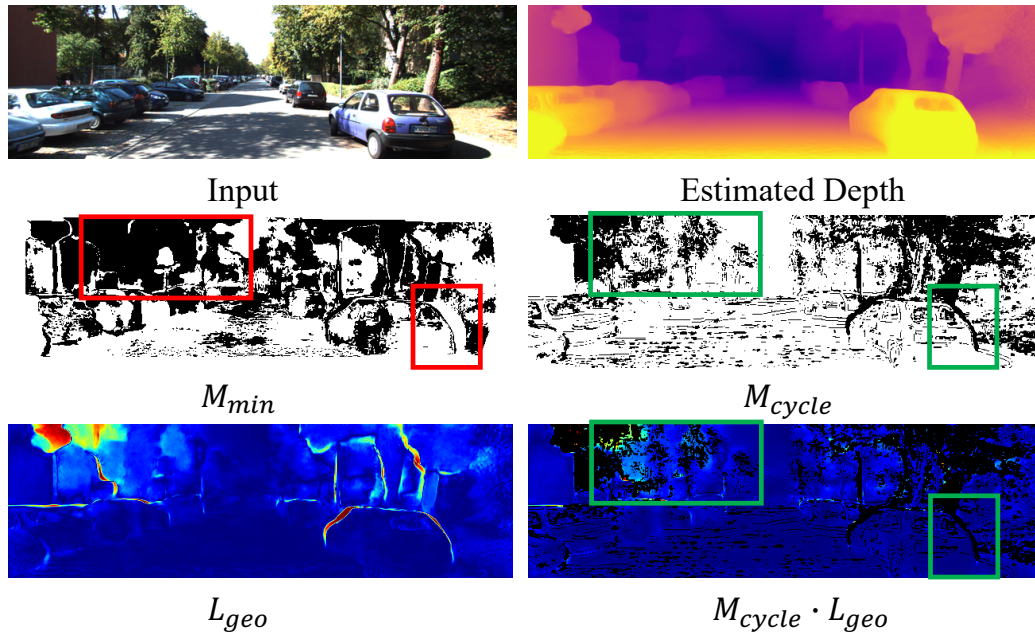 Input
Estimated Depth
M_min
M_cycle
L_geo
M_cycle · L_geo